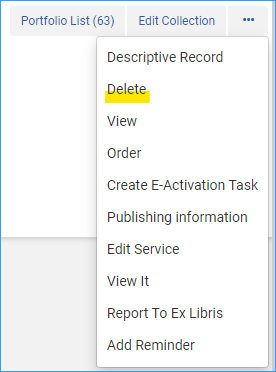 Portfolio List (63) Edit Collection •••
Descriptive Record
Delete
View
Order
Create E-Activation Task
Publishing information
Edit Service
View It
Report To Ex Libris
Add Reminder